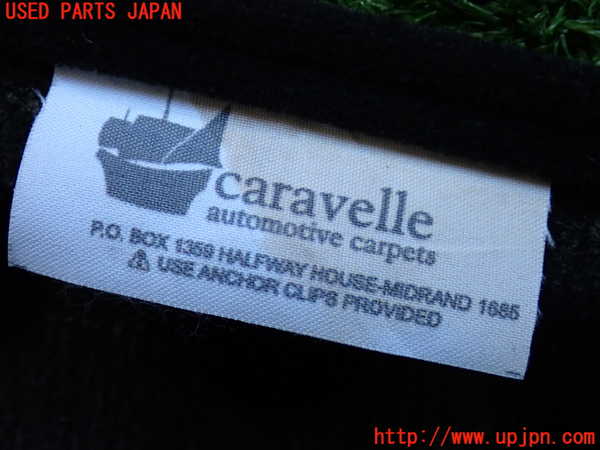 USED PARTS JAPAN
caravelle
automotive carpets
P.O. BOX 1359 HALFWAY HOUSE-MIDRAND 1685
⚠ USE ANCHOR CLIPS PROVIDED
http://www.upjpn.com/